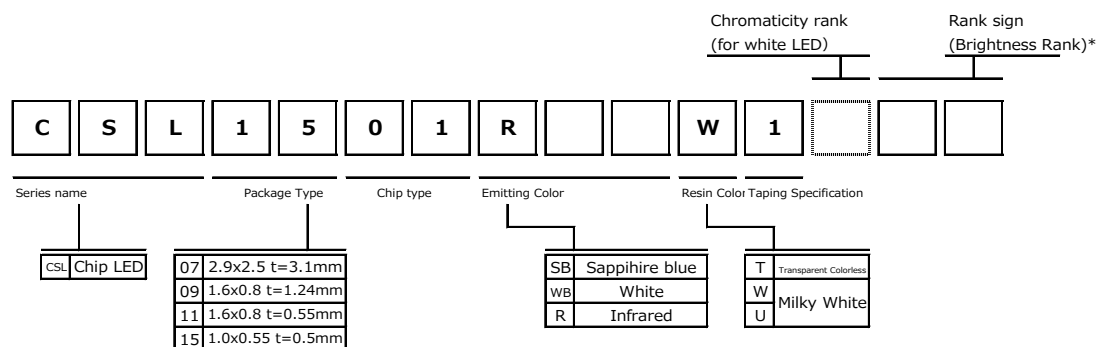 Chromaticity rank
(for white LED)
Rank sign
(Brightness Rank)*
C S L 1 5 0 1 R W 1
Series name
Package Type
Chip type
Emitting Color
Resin Color
Taping Specification
CSL Chip LED
07 2.9x2.5 t=3.1mm
09 1.6x0.8 t=1.24mm
11 1.6x0.8 t=0.55mm
15 1.0x0.55 t=0.5mm
SB Sappihire blue
WB White
R Infrared
T Transparent Colorless
W
U
Milky White